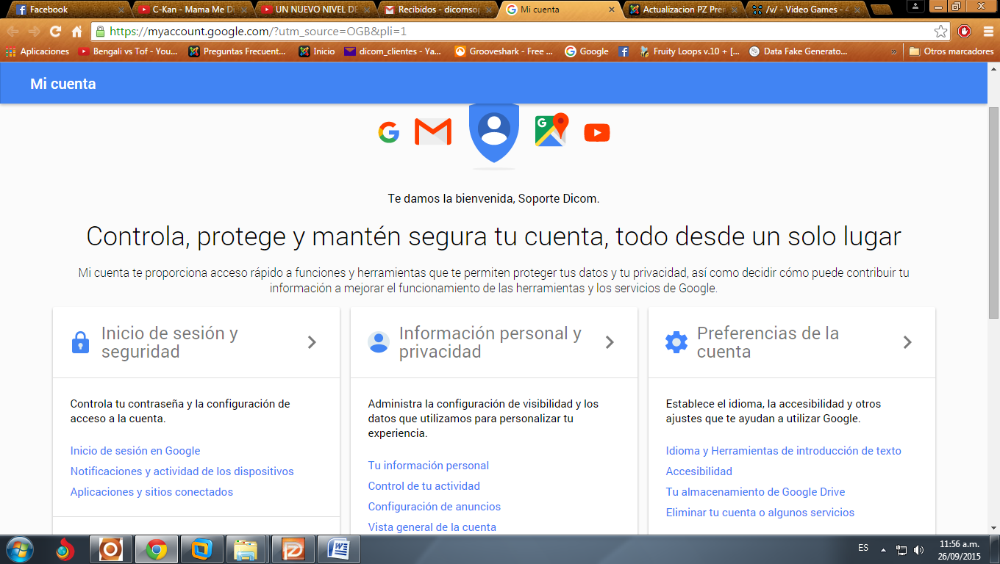 Facebook
C-Kan - Mama Me D
UN NUEVO NIVEL DE
Recibidos - dicomsop
Mi cuenta
Actualizacion PZ Prer
/v/ - Video Games - 4
https://myaccount.google.com/?utm_source=OGB&pli=1
Aplicaciones
Bengali vs Tof - You...
Preguntas Frecuent...
Inicio
dicom_clientes - Ya...
Grooveshark - Free ...
Google
Fruity Loops v.10 + [...
Data Fake Generato...
»
Otros marcadores
Mi cuenta
Te damos la bienvenida, Soporte Dicom.
Controla, protege y mantén segura tu cuenta, todo desde un solo lugar
Mi cuenta te proporciona acceso rápido a funciones y herramientas que te permiten proteger tus datos y tu privacidad, así como decidir cómo puede contribuir tu
información a mejorar el funcionamiento de las herramientas y los servicios de Google.
Inicio de sesión y
seguridad
Controla tu contraseña y la configuración de
acceso a la cuenta.
Inicio de sesión en Google
Notificaciones y actividad de los dispositivos
Aplicaciones y sitios conectados
Información personal y
privacidad
Administra la configuración de visibilidad y los
datos que utilizamos para personalizar tu
experiencia.
Tu información personal
Control de tu actividad
Configuración de anuncios
Vista general de la cuenta
Preferencias de la
cuenta
Establece el idioma, la accesibilidad y otros
ajustes que te ayudan a utilizar Google.
Idioma y Herramientas de introducción de texto
Accesibilidad
Tu almacenamiento de Google Drive
Eliminar tu cuenta o algunos servicios
ES
11:56 a.m.
26/09/2015